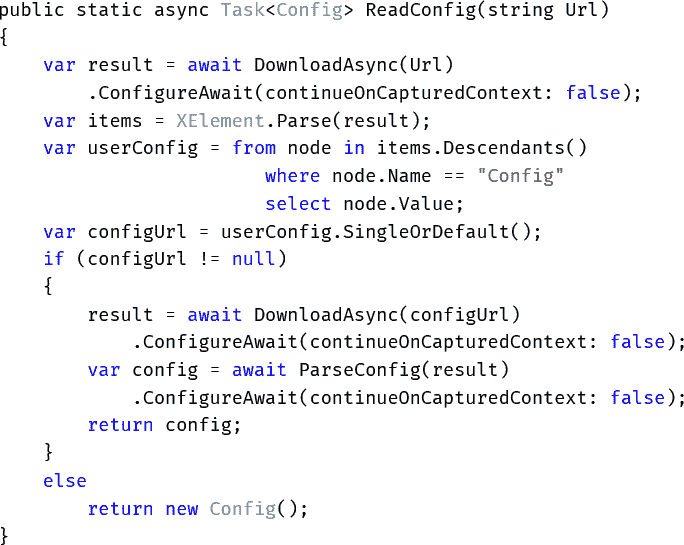 public static async Task<Config> ReadConfig(string Url)
{
    var result = await DownloadAsync(Url)
        .ConfigureAwait(continueOnCapturedContext: false);
    var items = XElement.Parse(result);
    var userConfig = from node in items.Descendants()
                     where node.Name == "Config"
                     select node.Value;
    var configUrl = userConfig.SingleOrDefault();
    if (configUrl != null)
    {
        result = await DownloadAsync(configUrl)
            .ConfigureAwait(continueOnCapturedContext: false);
        var config = await ParseConfig(result)
            .ConfigureAwait(continueOnCapturedContext: false);
        return config;
    }
    else
        return new Config();
}